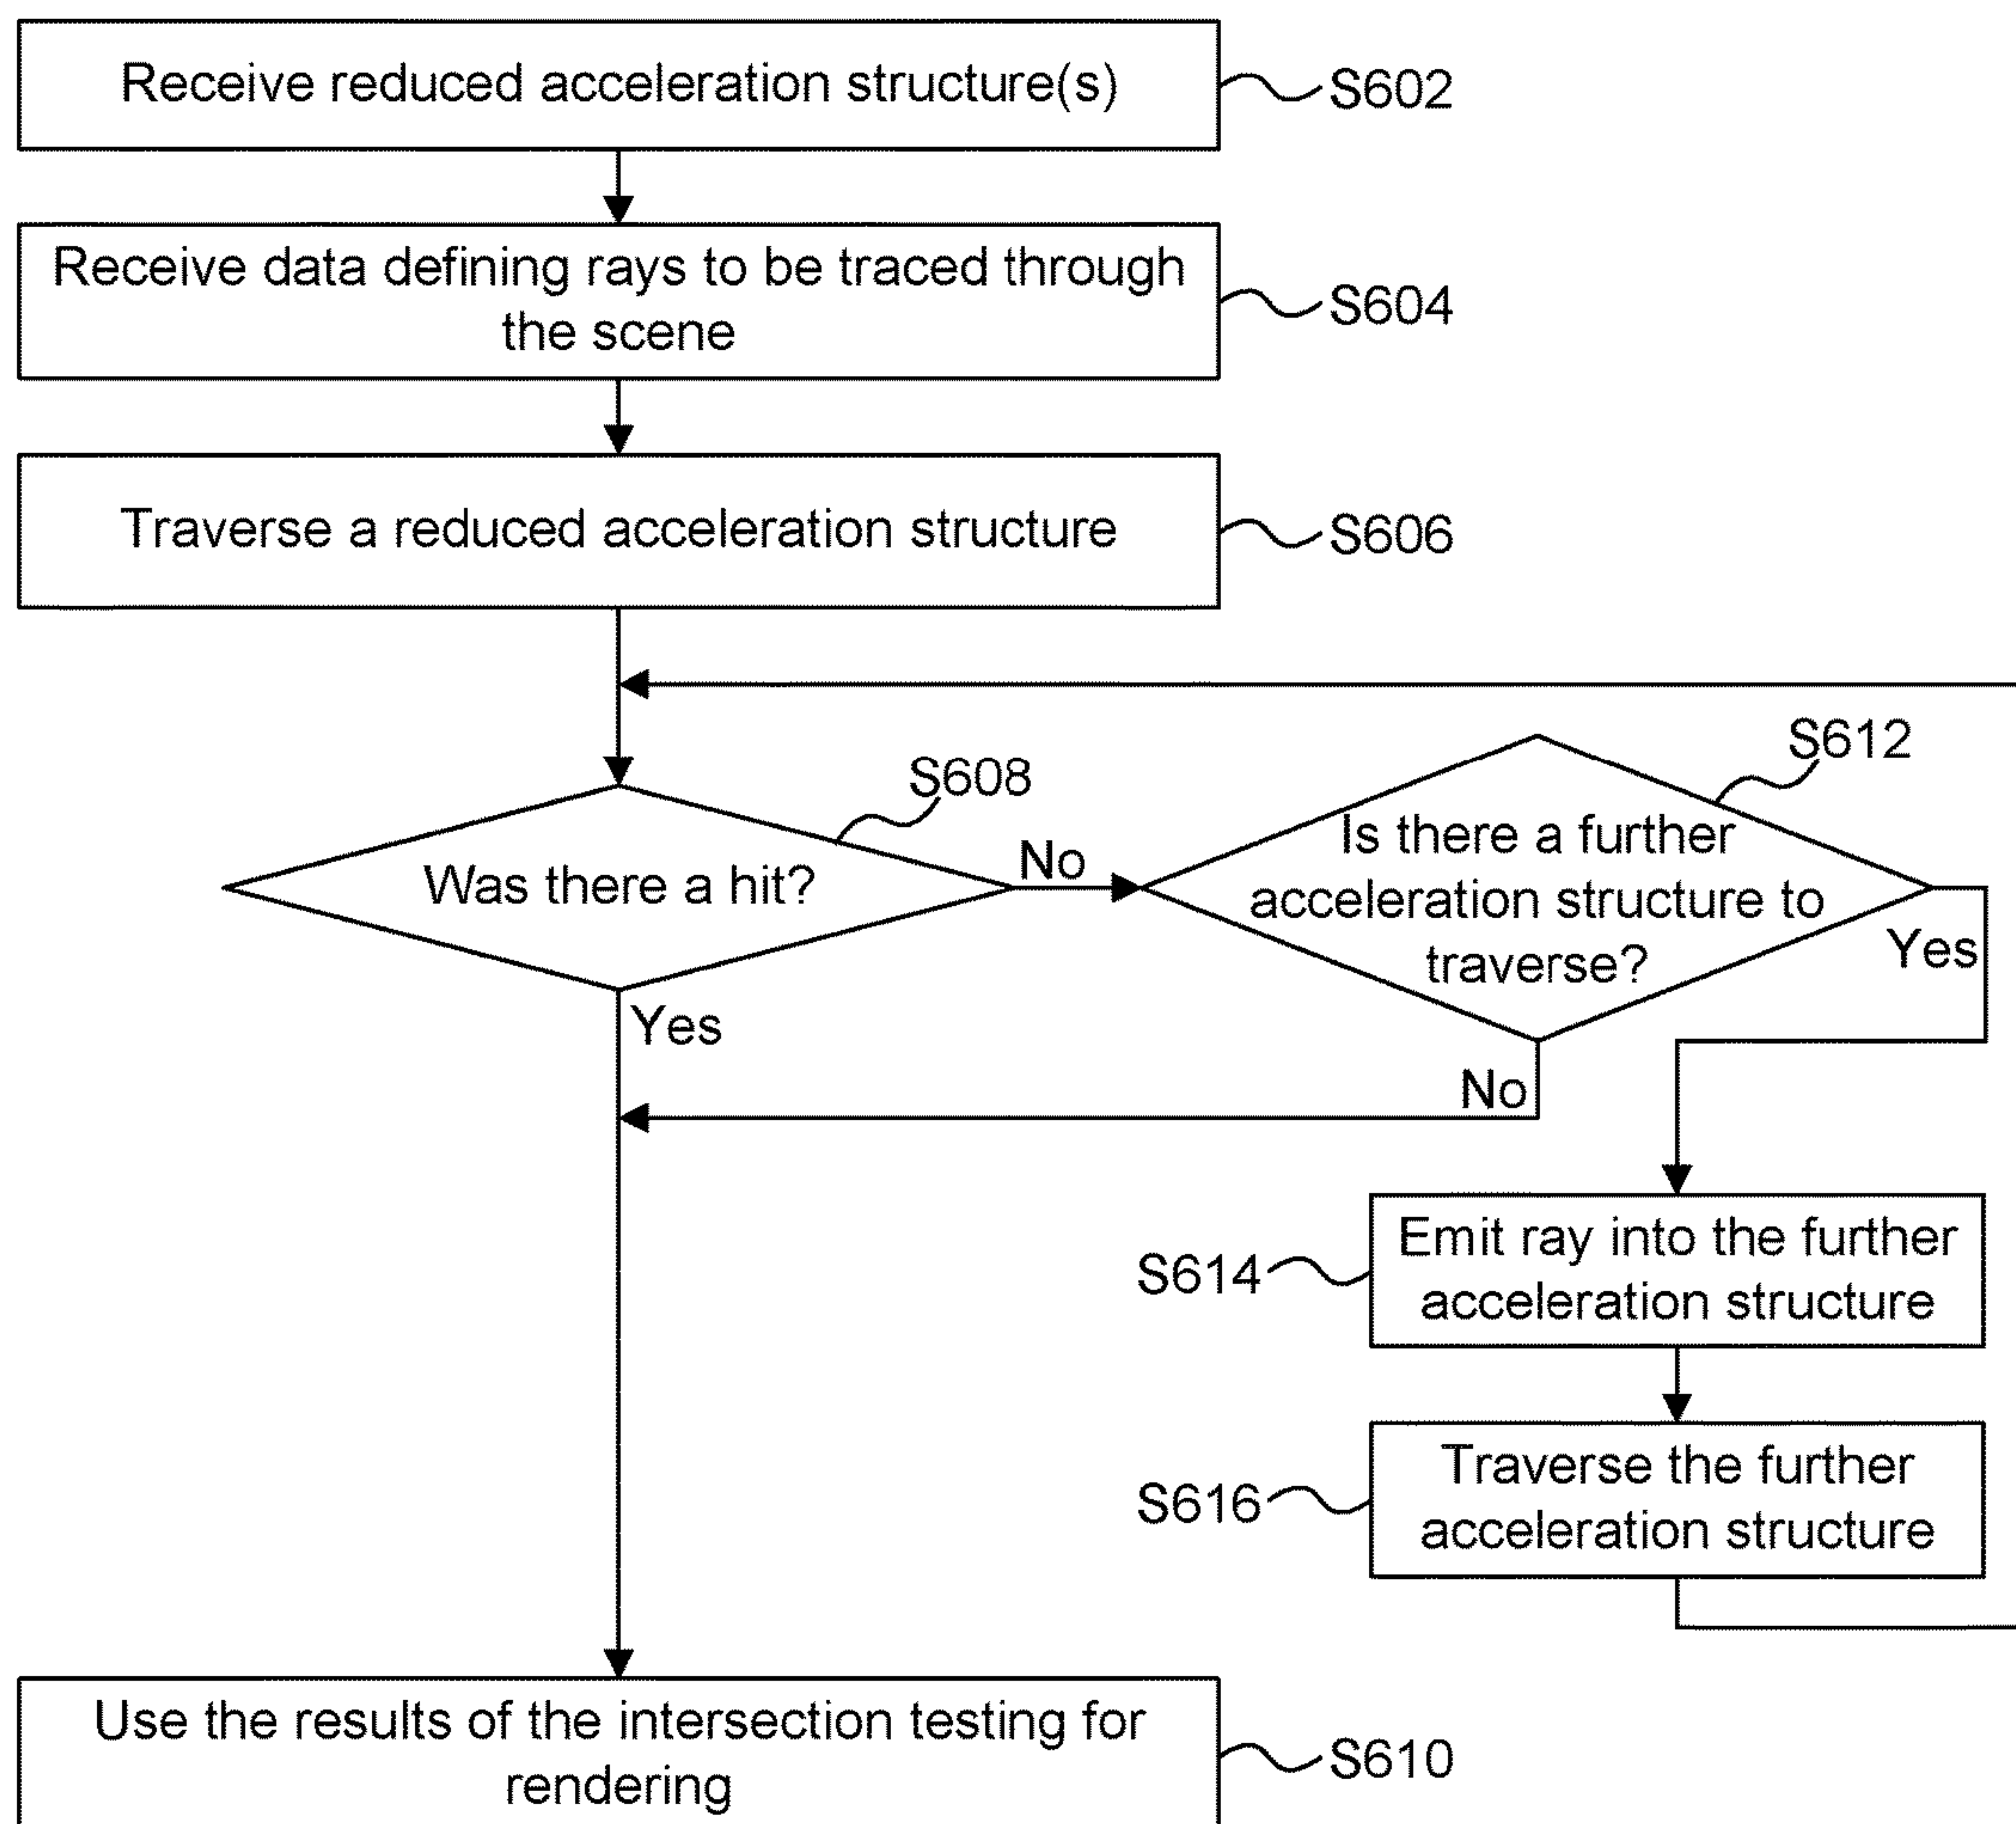 Receive reduced acceleration structure(s)
S602
Receive data defining rays to be traced through
the scene
S604
Traverse a reduced acceleration structure
S606
S608
Was there a hit?
No
Yes
S612
Is there a further
acceleration structure to
traverse?
Yes
No
S614
Emit ray into the further
acceleration structure
S616
Traverse the further
acceleration structure
Use the results of the intersection testing for
rendering
S610